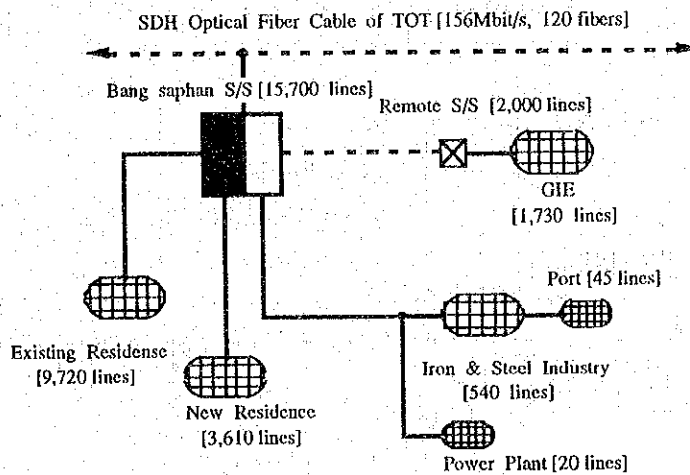 SDH Optical Fiber Cable of TOT [156Mbit/s, 120 fibers]
Bang saphan S/S [15,700 lines]
Remote S/S [2,000 lines]
GIE
[1,730 lines]
Port [45 lines]
Existing Residense
[9,720 lines]
Iron & Steel Industry
[540 lines]
New Residence
[3,610 lines]
Power Plant [20 lines]